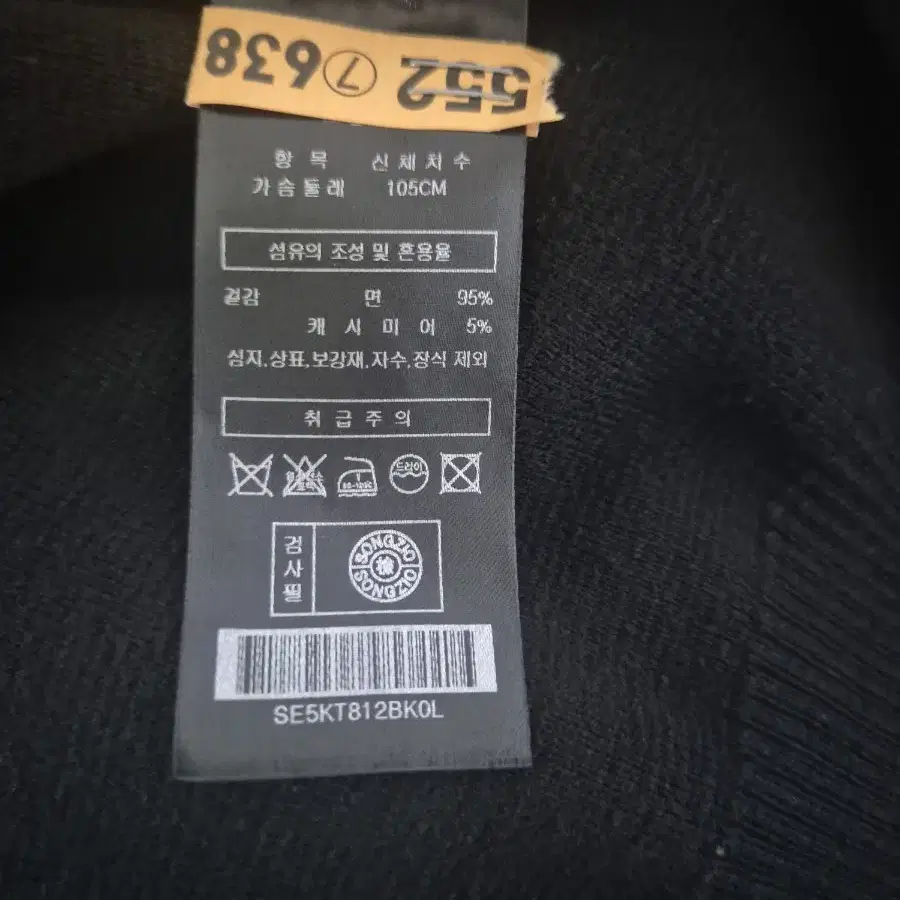 552 ⑦ 638
항목 신체치수
가슴둘레 105CM
섬유의 조성 및 혼용율
겉감 면 95%
캐시미어 5%
심지,상표,보강재,자수,장식 제외
취급주의
드라이
검사필
SONGZIO
SONGZIO
SE5KT812BK0L